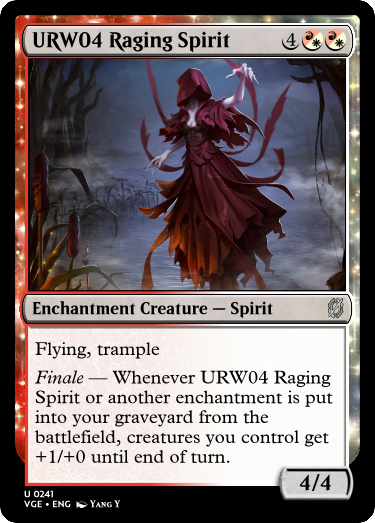 URW04 Raging Spirit 4
Enchantment Creature — Spirit
Flying, trample
Finale — Whenever URW04 Raging
Spirit or another enchantment is put
into your graveyard from the
battlefield, creatures you control get
+1/+0 until end of turn.
4/4
U 0241
VGE • ENG Yang Y